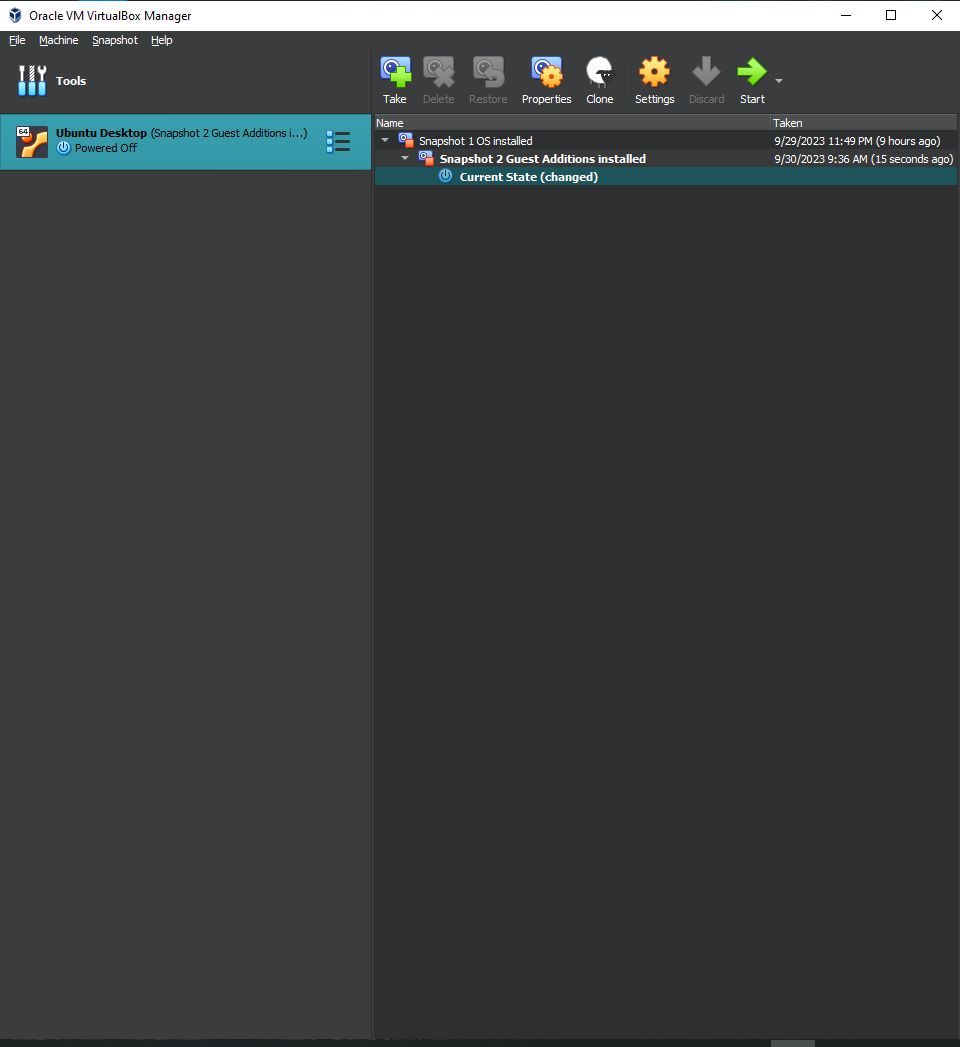 Oracle VM VirtualBox Manager
File Machine Snapshot Help
Tools
Take Delete Restore Properties Clone Settings Discard Start
64
Ubuntu Desktop (Snapshot 2 Guest Additions i...)
Powered Off
Name Taken
Snapshot 1 OS installed 9/29/2023 11:49 PM (9 hours ago)
Snapshot 2 Guest Additions installed 9/30/2023 9:36 AM (15 seconds ago)
Current State (changed)